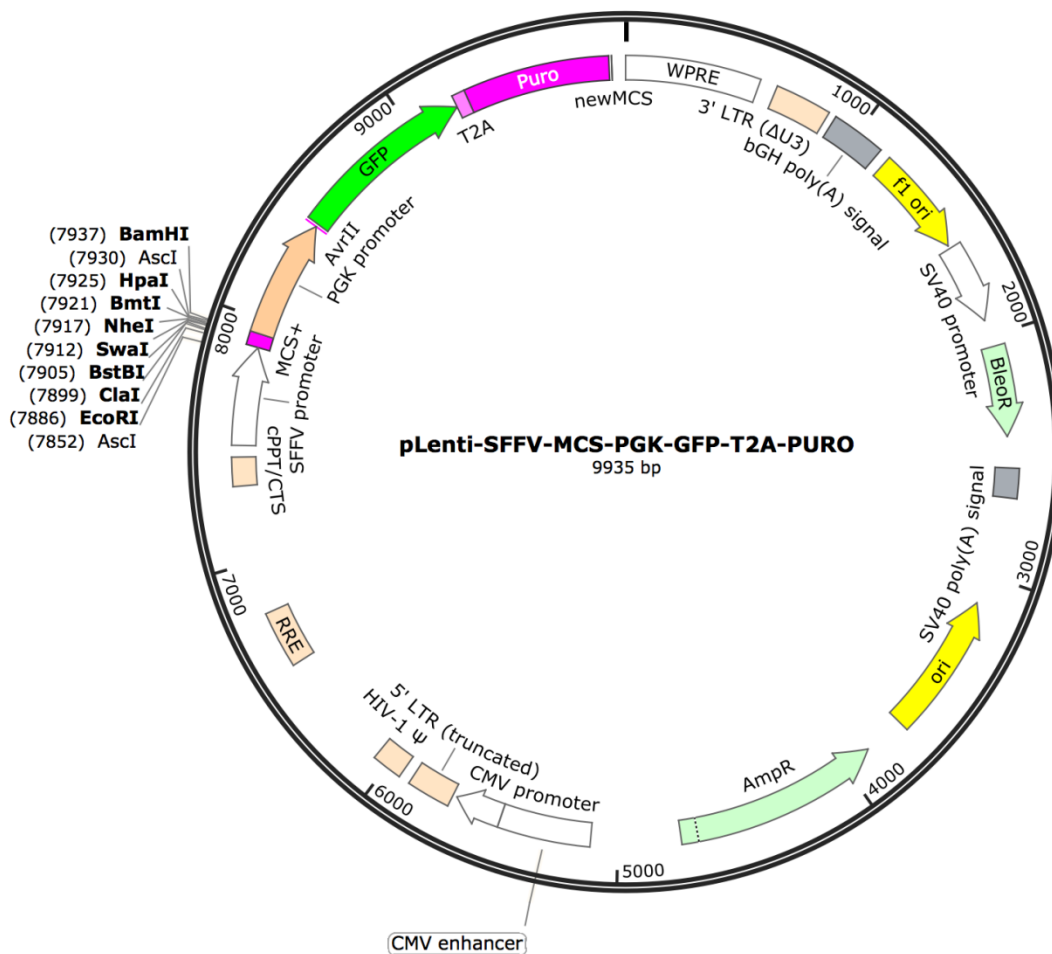 Puro
WPRE
newMCS
T2A
GFP
3' LTR (ΔU3)
bGH poly(A) signal
f1 ori
1000
9000
AvrII
PGK promoter
SV40 promoter
2000
(7937) BamHI
(7930) AscI
(7925) HpaI
(7921) BmtI
(7917) NheI
(7912) SwaI
(7905) BstBI
(7899) ClaI
(7886) EcoRI
(7852) AscI
8000
MCS+
SFFV promoter
cPPT/CTS
BleoR
pLenti-SFFV-MCS-PGK-GFP-T2A-PURO
9935 bp
SV40 poly(A) signal
3000
7000
RRE
ori
5' LTR (truncated)
HIV-1 Ψ
CMV promoter
AmpR
4000
6000
5000
CMV enhancer